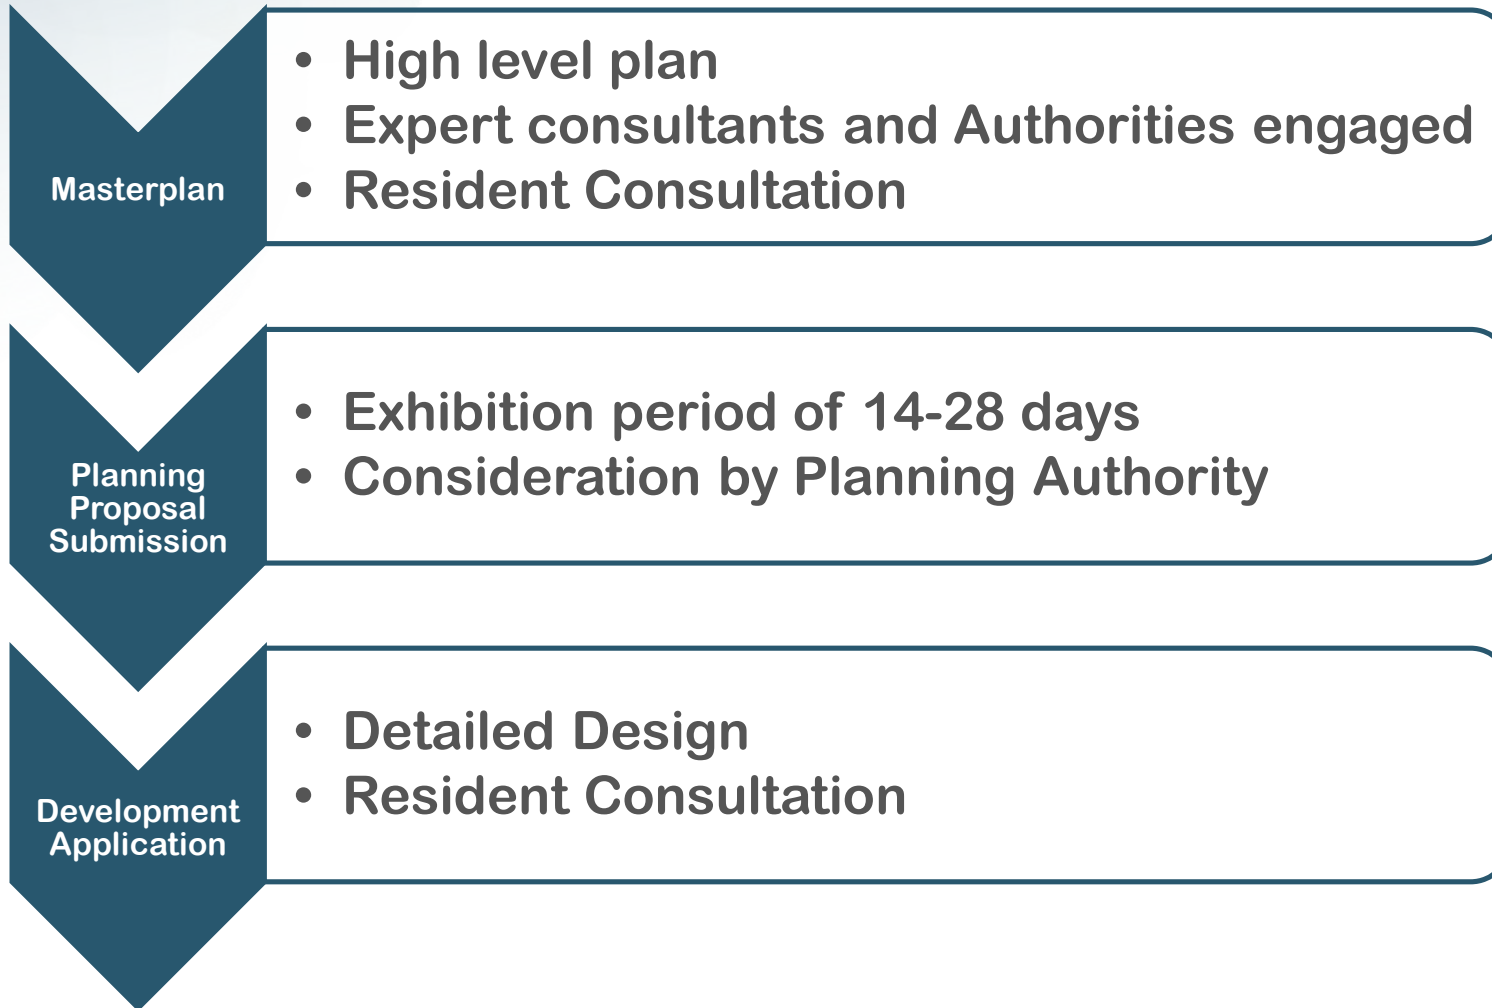 Masterplan
• High level plan
• Expert consultants and Authorities engaged
• Resident Consultation
Planning
Proposal
Submission
• Exhibition period of 14-28 days
• Consideration by Planning Authority
Development
Application
• Detailed Design
• Resident Consultation